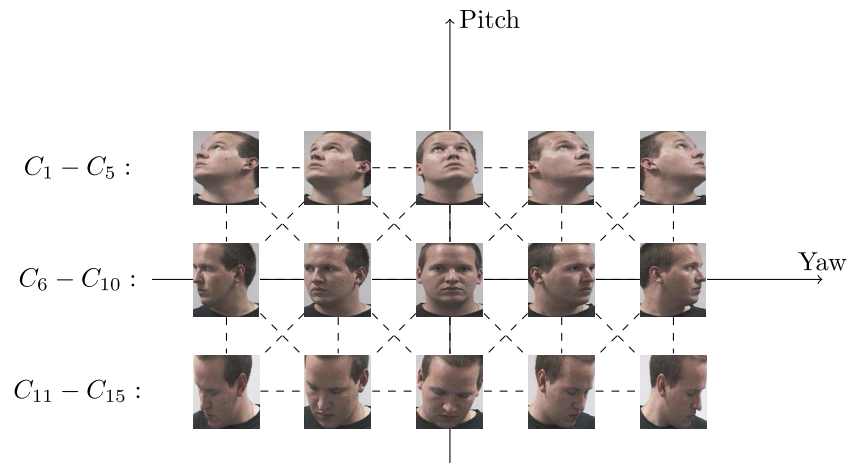 Pitch
C₁ − C₅ :
Yaw
C₆ − C₁₀ :
C₁₁ − C₁₅ :